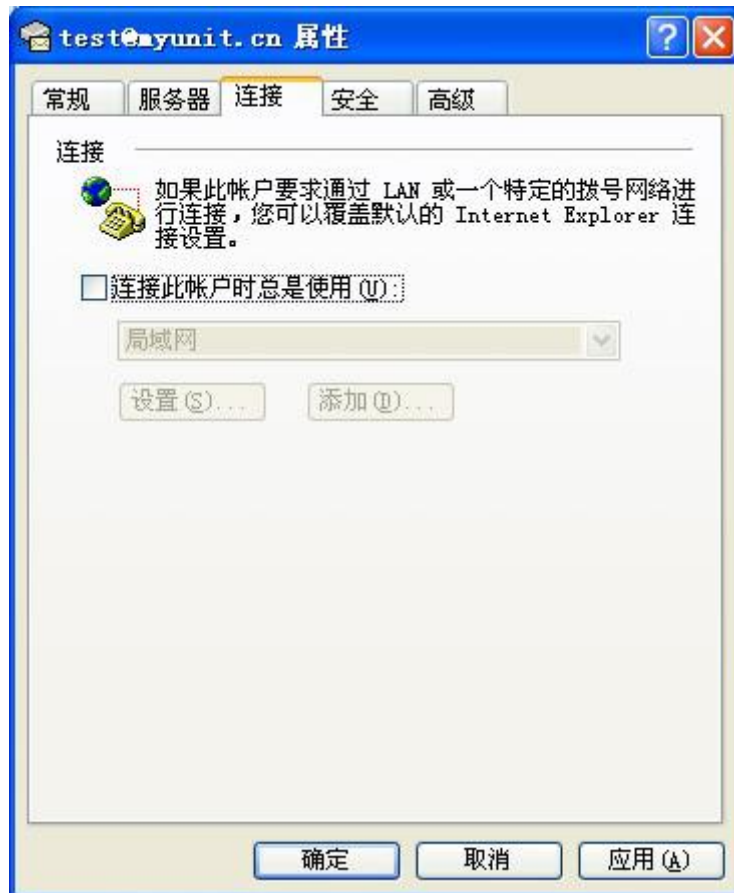 test@myunit.cn 属性
常规 服务器 连接 安全 高级
连接
如果此帐户要求通过 LAN 或一个特定的拨号网络进
行连接，您可以覆盖默认的 Internet Explorer 连
接设置。
连接此帐户时总是使用(U):
局域网
设置(S)... 添加(D)...
确定 取消 应用(A)